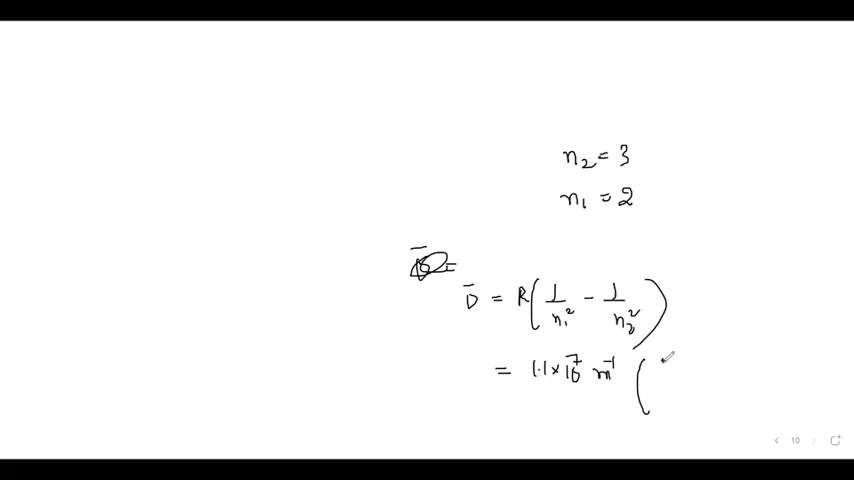 n₂ = 3
n₁ = 2
ν̄ = R(1/n₁² - 1/n₂²)
= 1.1×10⁷ m⁻¹ (
10